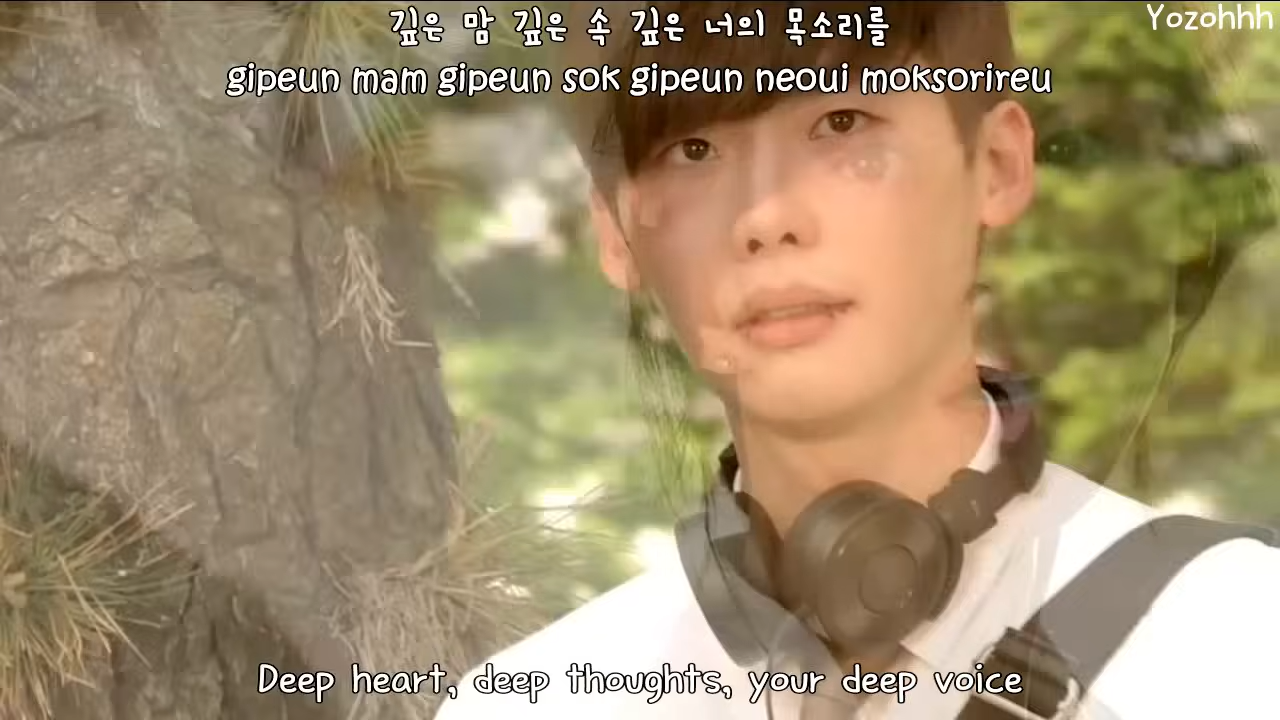 Yozohhh
깊은 맘 깊은 속 깊은 너의 목소리를
gipeun mam gipeun sok gipeun neoui moksorireu
Deep heart, deep thoughts, your deep voice